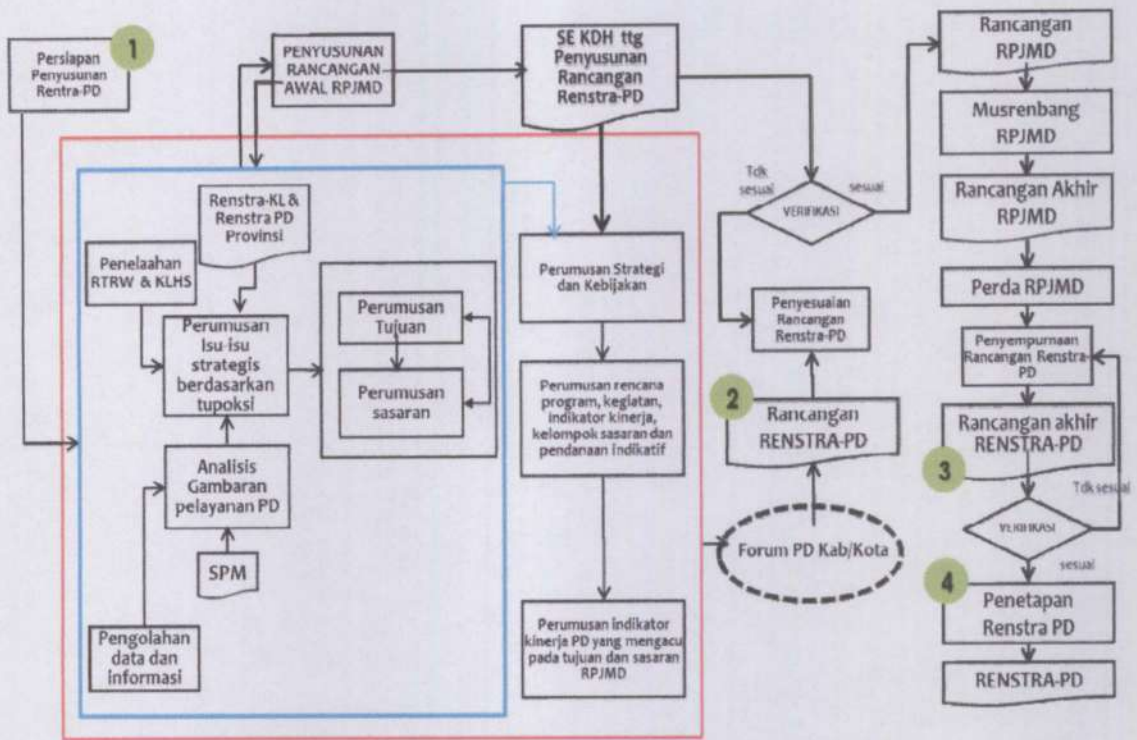 1
Persiapan
Penyusunan
Rentra-PD
PENYUSUNAN
RANCANGAN
AWAL RPJMD
SE KDH ttg
Penyusunan
Rancangan
Renstra-PD
Renstra-KL &
Renstra PD
Provinsi
Penelaahan
RTRW & KLHS
Perumusan
Isu-isu
strategis
berdasarkan
tupoksi
Perumusan
Tujuan
Perumusan
sasaran
Analisis
Gambaran
pelayanan PD
SPM
Pengolahan
data dan
informasi
Perumusan Strategi
dan Kebijakan
Perumusan rencana
program, kegiatan,
indikator kinerja,
kelompok sasaran dan
pendanaan indikatif
Perumusan indikator
kinerja PD yang mengacu
pada tujuan dan sasaran
RPJMD
Tdk
sesuai
sesuai
VERIFIKASI
Penyesuaian
Rancangan
Renstra-PD
2
Rancangan
RENSTRA-PD
Forum PD Kab/Kota
Rancangan
RPJMD
Musrenbang
RPJMD
Rancangan Akhir
RPJMD
Perda RPJMD
Penyempurnaan
Rancangan Renstra-
PD
Rancangan akhir
RENSTRA-PD
3
Tdk sesuai
VERIFIKASI
sesuai
4
Penetapan
Renstra PD
RENSTRA-PD